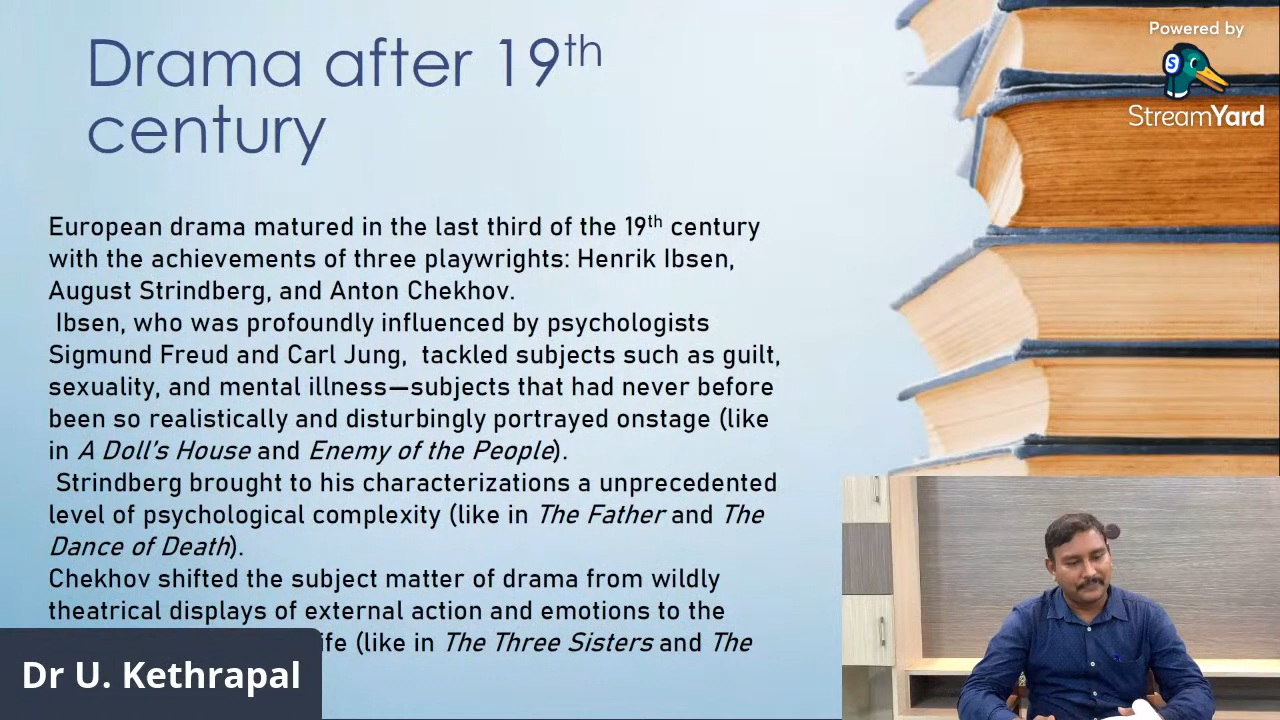 Drama after 19th
century
Powered by
S
StreamYard
European drama matured in the last third of the 19th century
with the achievements of three playwrights: Henrik Ibsen,
August Strindberg, and Anton Chekhov.
Ibsen, who was profoundly influenced by psychologists
Sigmund Freud and Carl Jung, tackled subjects such as guilt,
sexuality, and mental illness—subjects that had never before
been so realistically and disturbingly portrayed onstage (like
in A Doll's House and Enemy of the People).
Strindberg brought to his characterizations a unprecedented
level of psychological complexity (like in The Father and The
Dance of Death).
Chekhov shifted the subject matter of drama from wildly
theatrical displays of external action and emotions to the
(like in The Three Sisters and The
Dr U. Kethrapal